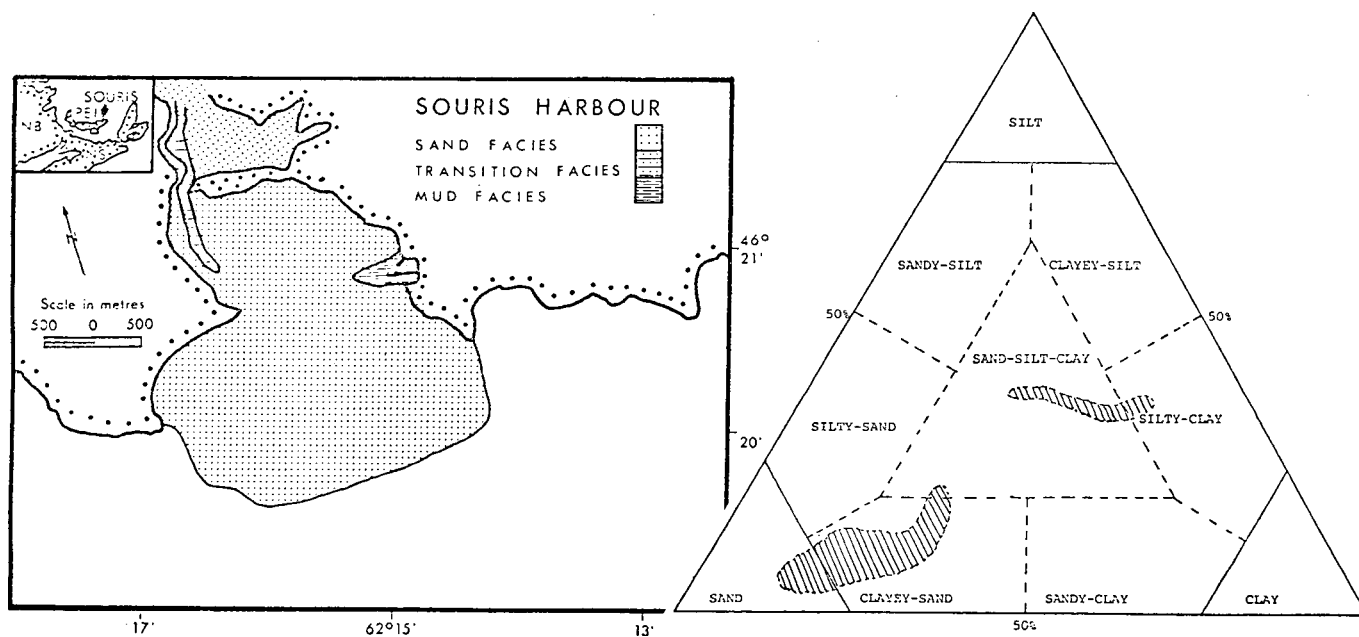 SOURIS
PEI
NB
SOURIS HARBOUR
SAND FACIES
TRANSITION FACIES
MUD FACIES
Scale in metres
500 0 500
46°
21'
20'
17'
62°15'
13'
SILT
SANDY-SILT
CLAYEY-SILT
50%
50%
SAND-SILT-CLAY
SILTY-SAND
SILTY-CLAY
SAND
CLAYEY-SAND
SANDY-CLAY
CLAY
50%